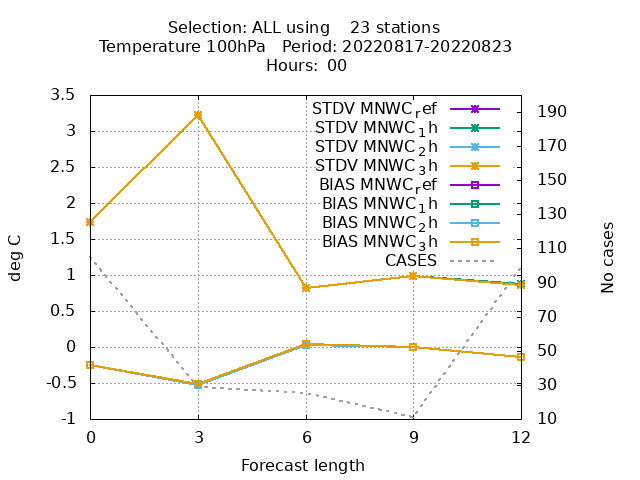 Selection: ALL using    23 stations
Temperature 100hPa   Period: 20220817-20220823
Hours:  00
3.5
3
2.5
2
1.5
1
0.5
0
-0.5
-1
deg C
STDV MNWC_ref
STDV MNWC_1h
STDV MNWC_2h
STDV MNWC_3h
BIAS MNWC_ref
BIAS MNWC_1h
BIAS MNWC_2h
BIAS MNWC_3h
CASES
190
170
150
130
110
90
70
50
30
10
No cases
0 3 6 9 12
Forecast length